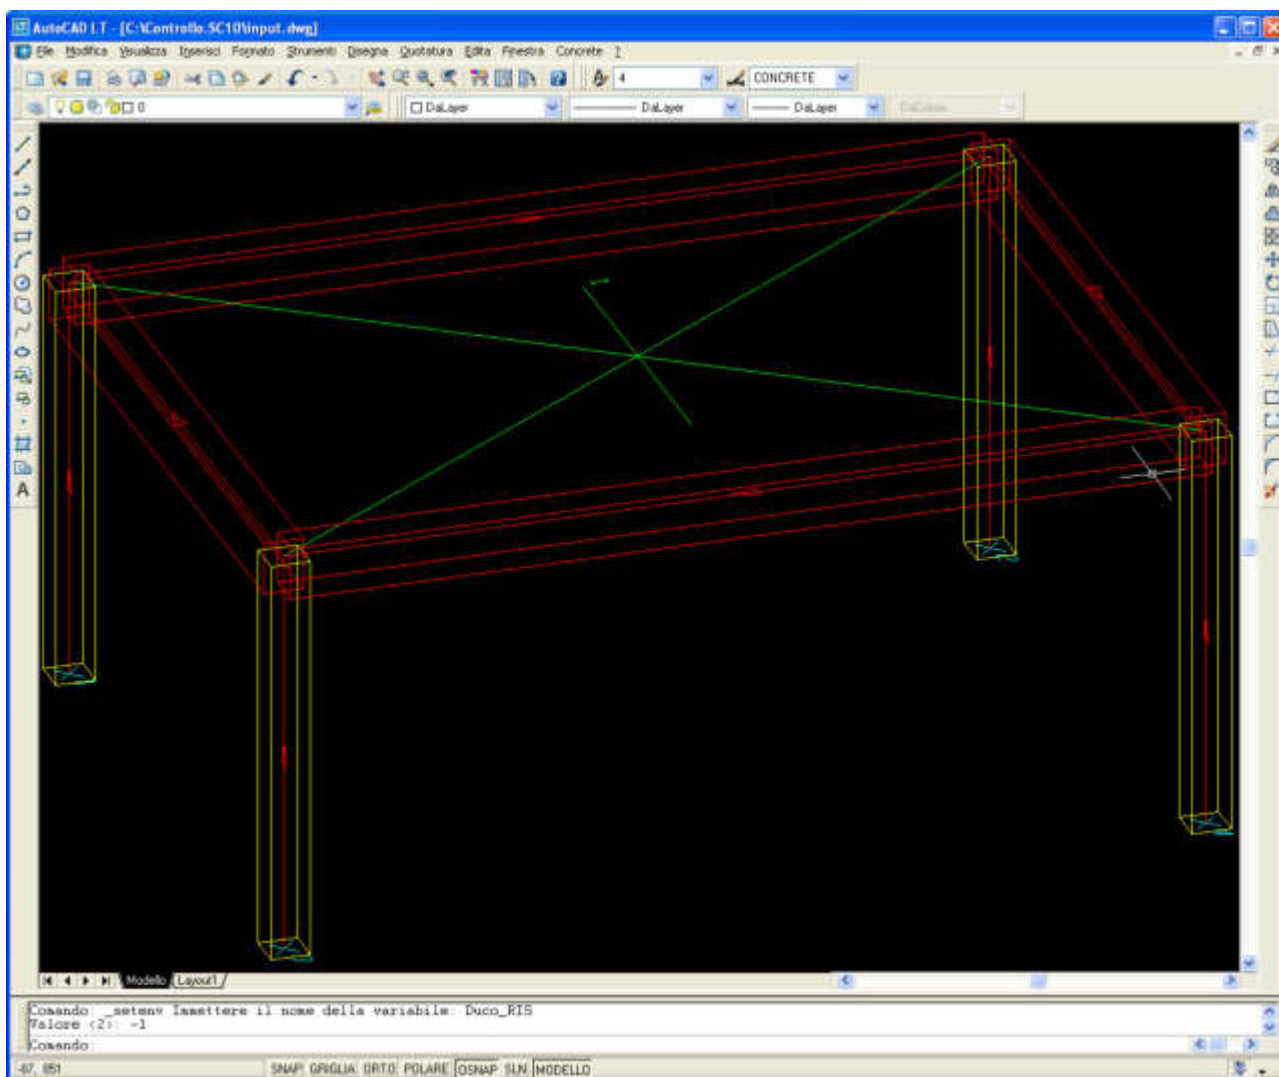 AutoCAD LT - [C:\Controllo.SC10\input.dwg]
File Modifica Visualizza Inserisci Formato Strumenti Disegna Quotatura Edita Finestra Concrete ?
4 CONCRETE
0 DaLayer DaLayer DaLayer
A
Modello Layout1
Comando: _setenv Immettere il nome della variabile: Duco_RIS
Valore <2>: -1
Comando:
-67, 851 SNAP GRIGLIA ORTO POLARE OSNAP SLN MODELLO